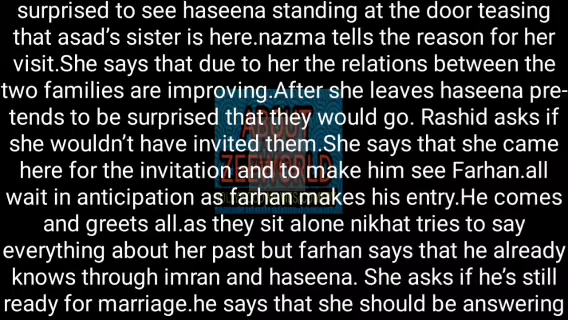 surprised to see haseena standing at the door teasing
that asad’s sister is here.nazma tells the reason for her
visit.She says that due to her the relations between the
two families are improving.After she leaves haseena pre-
tends to be surprised that they would go. Rashid asks if
she wouldn’t have invited them.She says that she came
here for the invitation and to make him see Farhan.all
wait in anticipation as farhan makes his entry.He comes
and greets all.as they sit alone nikhat tries to say
everything about her past but farhan says that he already
knows through imran and haseena. She asks if he’s still
ready for marriage.he says that she should be answering
ABOUT
ZEEWORLD